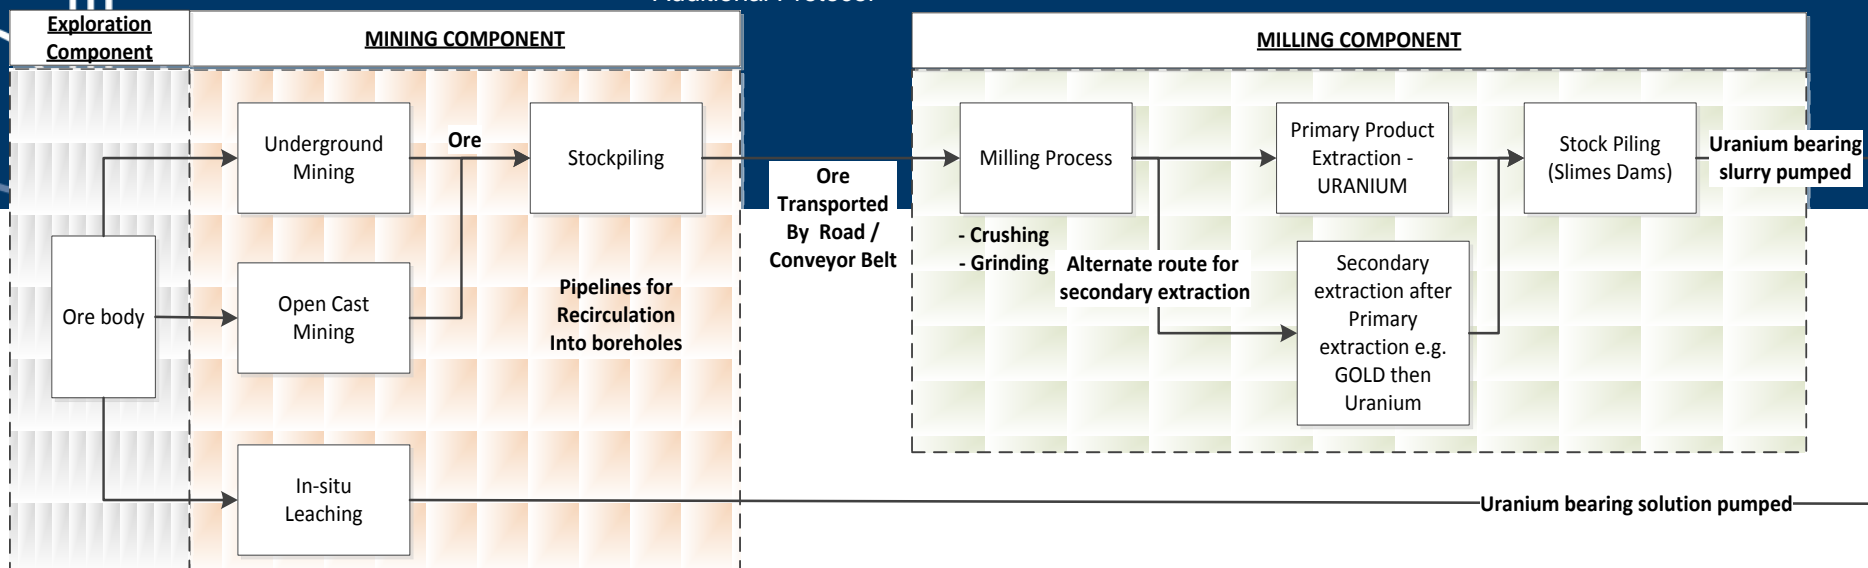 Additional Protocol
Exploration
Component
MINING COMPONENT
MILLING COMPONENT
Underground
Mining
Ore
Stockpiling
Ore body
Open Cast
Mining
Pipelines for
Recirculation
Into boreholes
In-situ
Leaching
Ore
Transported
By Road /
Conveyor Belt
Milling Process
- Crushing
- Grinding
Alternate route for
secondary extraction
Primary Product
Extraction -
URANIUM
Secondary
extraction after
Primary
extraction e.g.
GOLD then
Uranium
Stock Piling
(Slimes Dams)
Uranium bearing
slurry pumped
Uranium bearing solution pumped